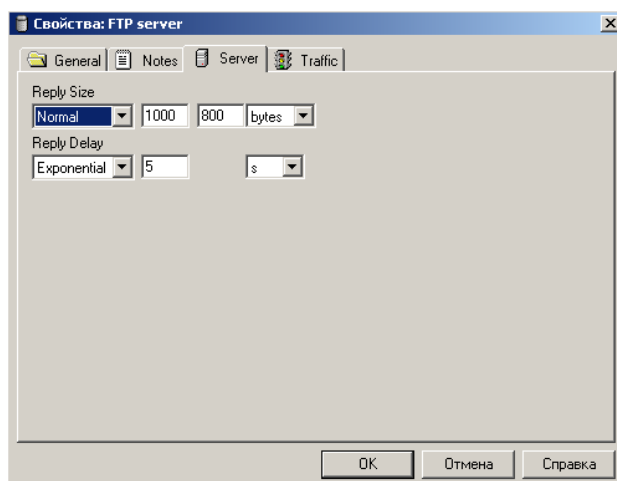 Свойства: FTP server
General Notes Server Traffic
Reply Size
Normal 1000 800 bytes
Reply Delay
Exponential 5 s
OK Отмена Справка